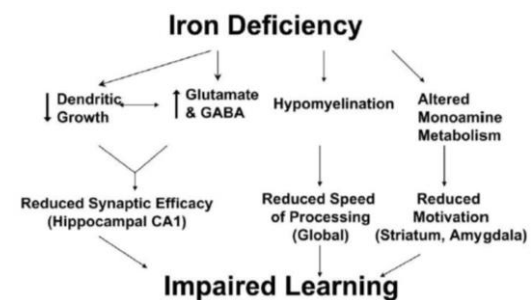 Iron Deficiency
Dendritic
Growth
Glutamate
& GABA
Hypomyelination
Altered
Monoamine
Metabolism
Reduced Synaptic Efficacy
(Hippocampal CA1)
Reduced Speed
of Processing
(Global)
Reduced
Motivation
(Striatum, Amygdala)
Impaired Learning